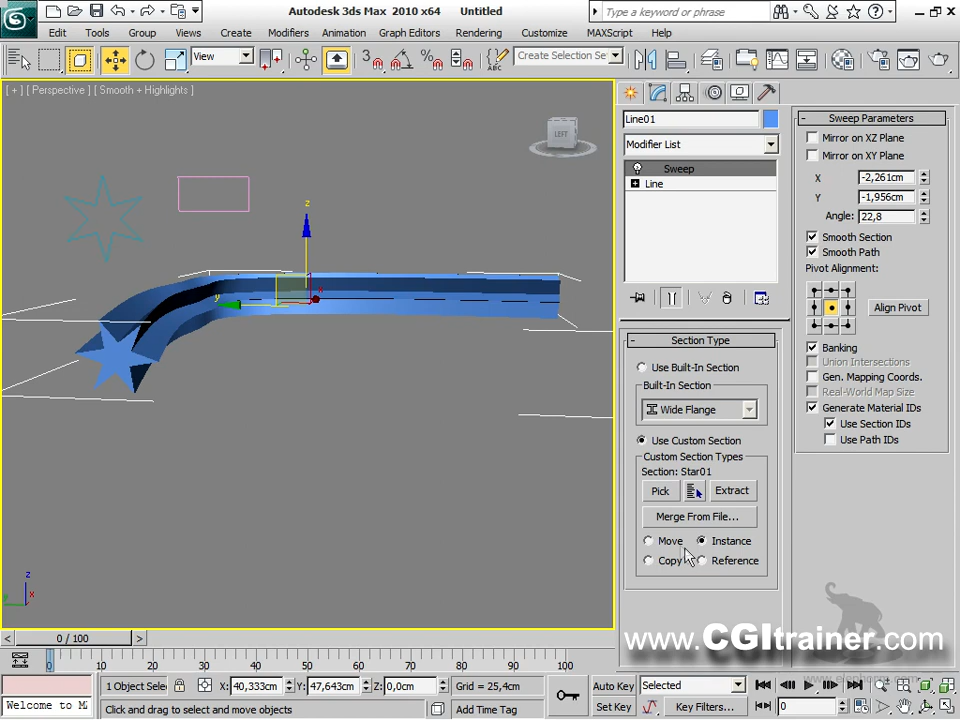 Autodesk 3ds Max 2010 x64 Untitled
Type a keyword or phrase
Edit Tools Group Views Create Modifiers Animation Graph Editors Rendering Customize MAXScript Help
View
3
Create Selection Se
ABC
[ + ] [ Perspective ] [ Smooth + Highlights ]
LEFT
z
y
x
z
x
Line01
Modifier List
Sweep
Line
Section Type
Use Built-In Section
Built-In Section
Wide Flange
Use Custom Section
Custom Section Types
Section: Star01
Pick
Extract
Merge From File...
Move
Instance
Copy
Reference
Sweep Parameters
Mirror on XZ Plane
Mirror on XY Plane
X -2,261cm
Y -1,956cm
Angle: 22,8
Smooth Section
Smooth Path
Pivot Alignment:
Align Pivot
Banking
Union Intersections
Gen. Mapping Coords.
Real-World Map Size
Generate Material IDs
Use Section IDs
Use Path IDs
www.CGItrainer.com
0 / 100
0 10 20 30 40 50 60 70 80 90 100
1 Object Selec X: 40,333cm Y: 47,643cm Z: 0,0cm Grid = 25,4cm Auto Key Selected
Welcome to M Click and drag to select and move objects Add Time Tag Set Key Key Filters... 0